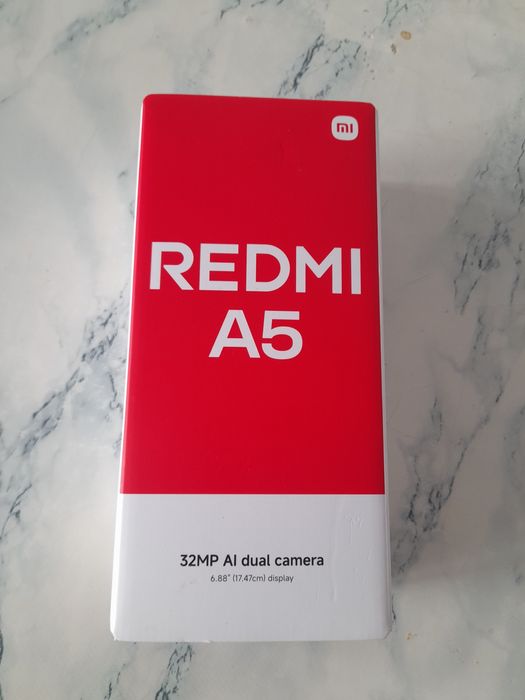 mi
REDMI
A5
32MP AI dual camera
6.88" (17.47cm) display